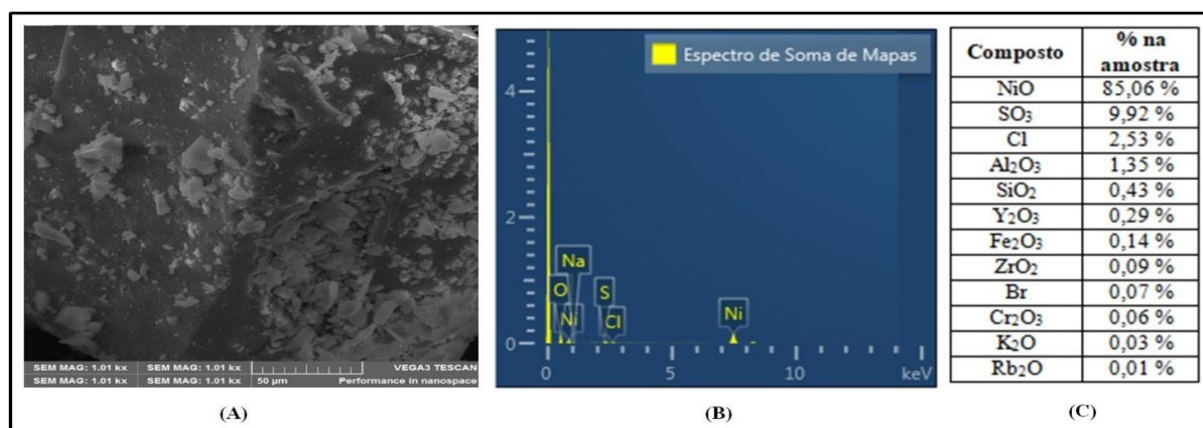 SEM MAG: 1.01 kx SEM MAG: 1.01 kx VEGA3 TESCAN
SEM MAG: 1.01 kx SEM MAG: 1.01 kx 50 µm Performance in nanospace
(A)
Espectro de Soma de Mapas
4
2
0
Na
O
S
Ni
Cl
Ni
0 5 10 keV
(B)
Composto % na amostra
NiO 85,06 %
SO₃ 9,92 %
Cl 2,53 %
Al₂O₃ 1,35 %
SiO₂ 0,43 %
Y₂O₃ 0,29 %
Fe₂O₃ 0,14 %
ZrO₂ 0,09 %
Br 0,07 %
Cr₂O₃ 0,06 %
K₂O 0,03 %
Rb₂O 0,01 %
(C)